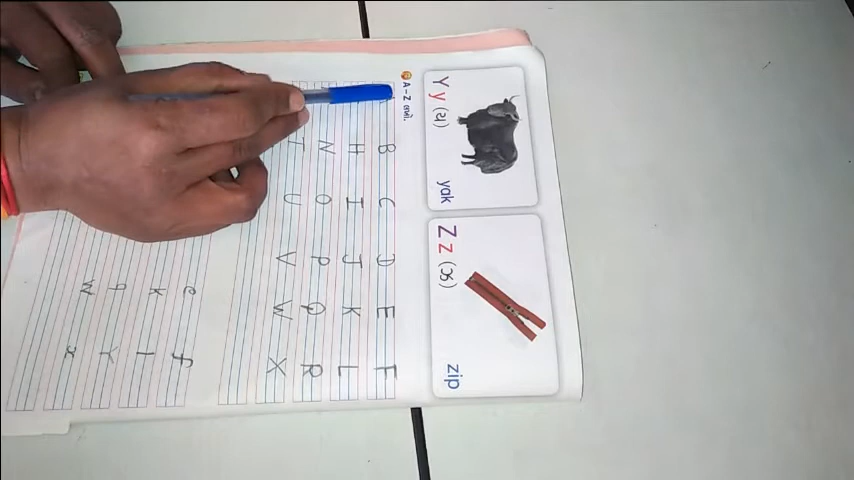 Y y
yak
Z z
zip
A-Z
B C D E F
H I J K L
N O P Q R
T U V W X
e f
k l
q r
w x